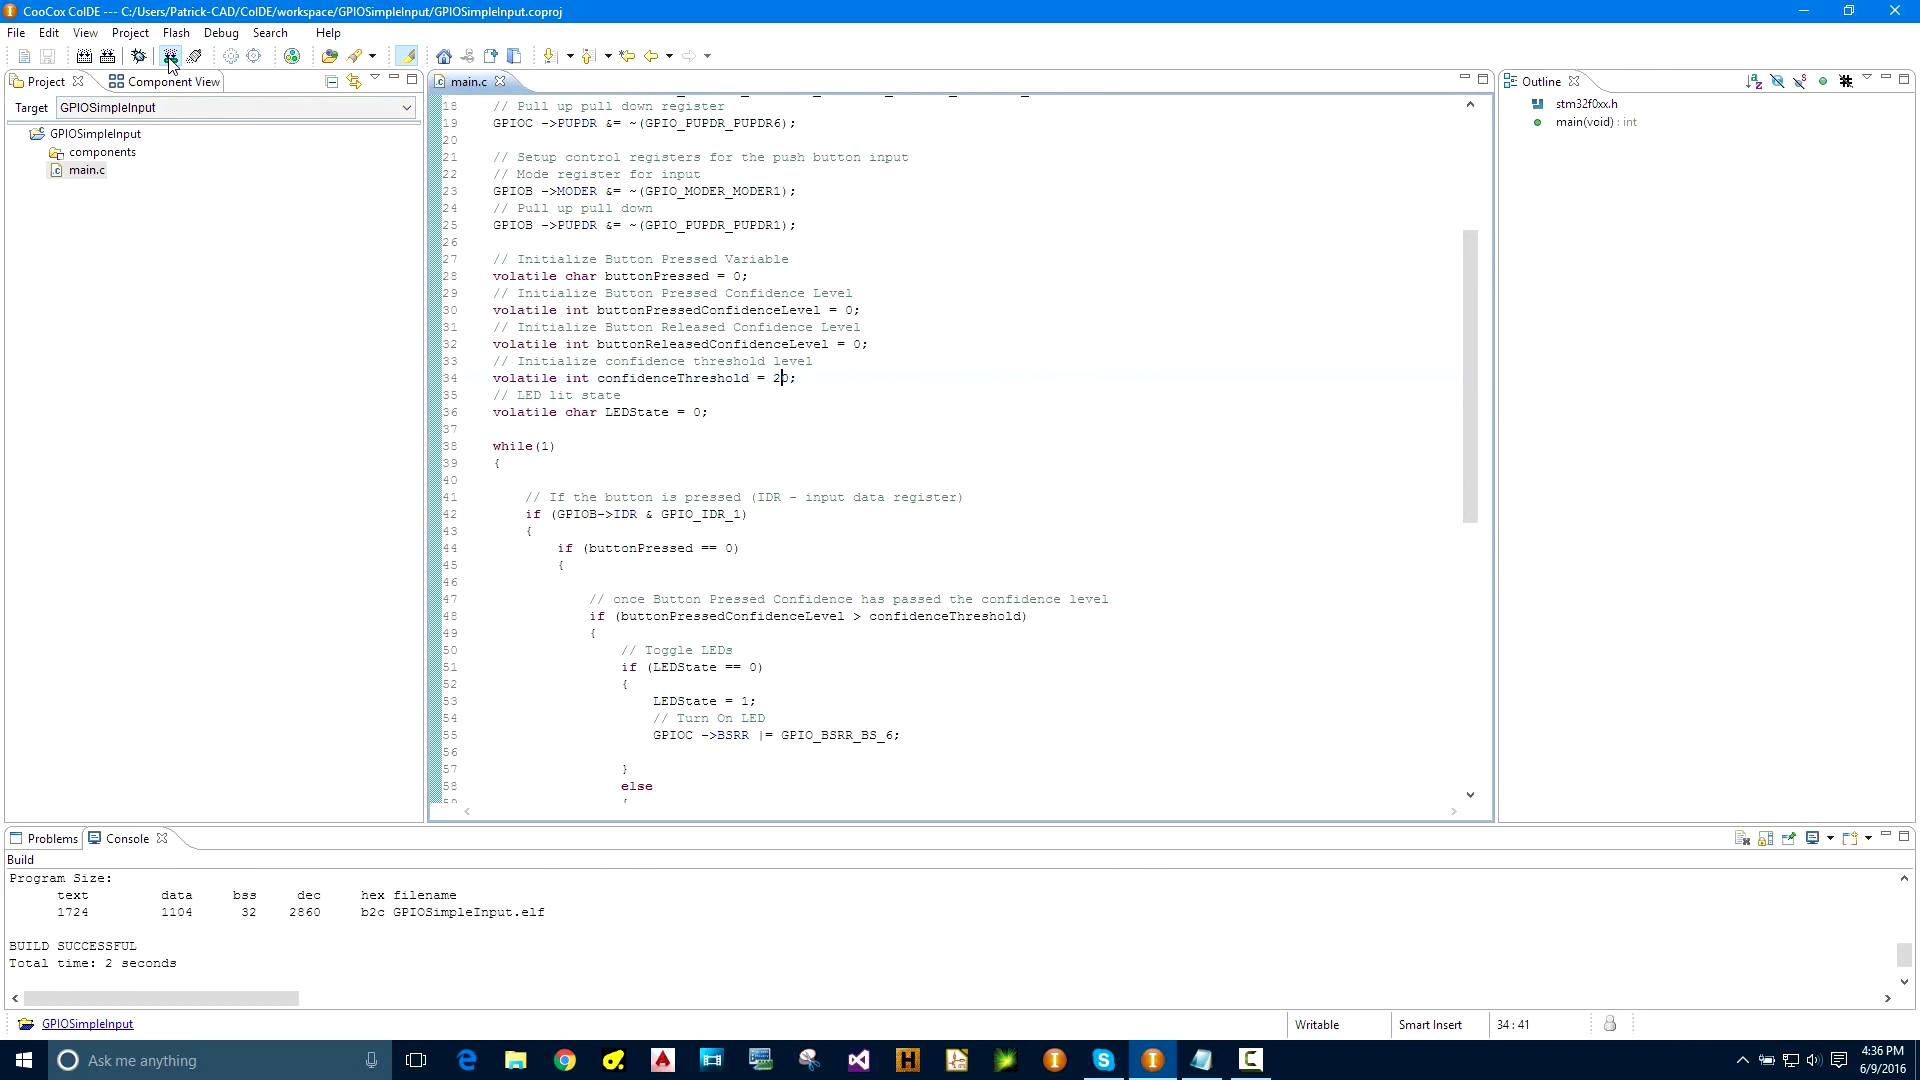 CooCox CoIDE --- C:/Users/Patrick-CAD/CoIDE/workspace/GPIOSimpleInput/GPIOSimpleInput.coproj
File Edit View Project Flash Debug Search Help
Project Component View
main.c
Outline
Target GPIOSimpleInput
GPIOSimpleInput
components
main.c
stm32f0xx.h
main(void) : int
18 // Pull up pull down register
19 GPIOC ->PUPDR &= ~(GPIO_PUPDR_PUPDR6);
20
21 // Setup control registers for the push button input
22 // Mode register for input
23 GPIOB ->MODER &= ~(GPIO_MODER_MODER1);
24 // Pull up pull down
25 GPIOB ->PUPDR &= ~(GPIO_PUPDR_PUPDR1);
26
27 // Initialize Button Pressed Variable
28 volatile char buttonPressed = 0;
29 // Initialize Button Pressed Confidence Level
30 volatile int buttonPressedConfidenceLevel = 0;
31 // Initialize Button Released Confidence Level
32 volatile int buttonReleasedConfidenceLevel = 0;
33 // Initialize confidence threshold level
34 volatile int confidenceThreshold = 20;
35 // LED lit state
36 volatile char LEDState = 0;
37
38 while(1)
39 {
40
41 // If the button is pressed (IDR - input data register)
42 if (GPIOB->IDR & GPIO_IDR_1)
43 {
44 if (buttonPressed == 0)
45 {
46
47 // once Button Pressed Confidence has passed the confidence level
48 if (buttonPressedConfidenceLevel > confidenceThreshold)
49 {
50 // Toggle LEDs
51 if (LEDState == 0)
52 {
53 LEDState = 1;
54 // Turn On LED
55 GPIOC ->BSRR |= GPIO_BSRR_BS_6;
56
57 }
58 else
Problems Console
Build
Program Size:
text data bss dec hex filename
1724 1104 32 2860 b2c GPIOSimpleInput.elf
BUILD SUCCESSFUL
Total time: 2 seconds
GPIOSimpleInput
Writable Smart Insert 34 : 41
Ask me anything
4:36 PM
6/9/2016